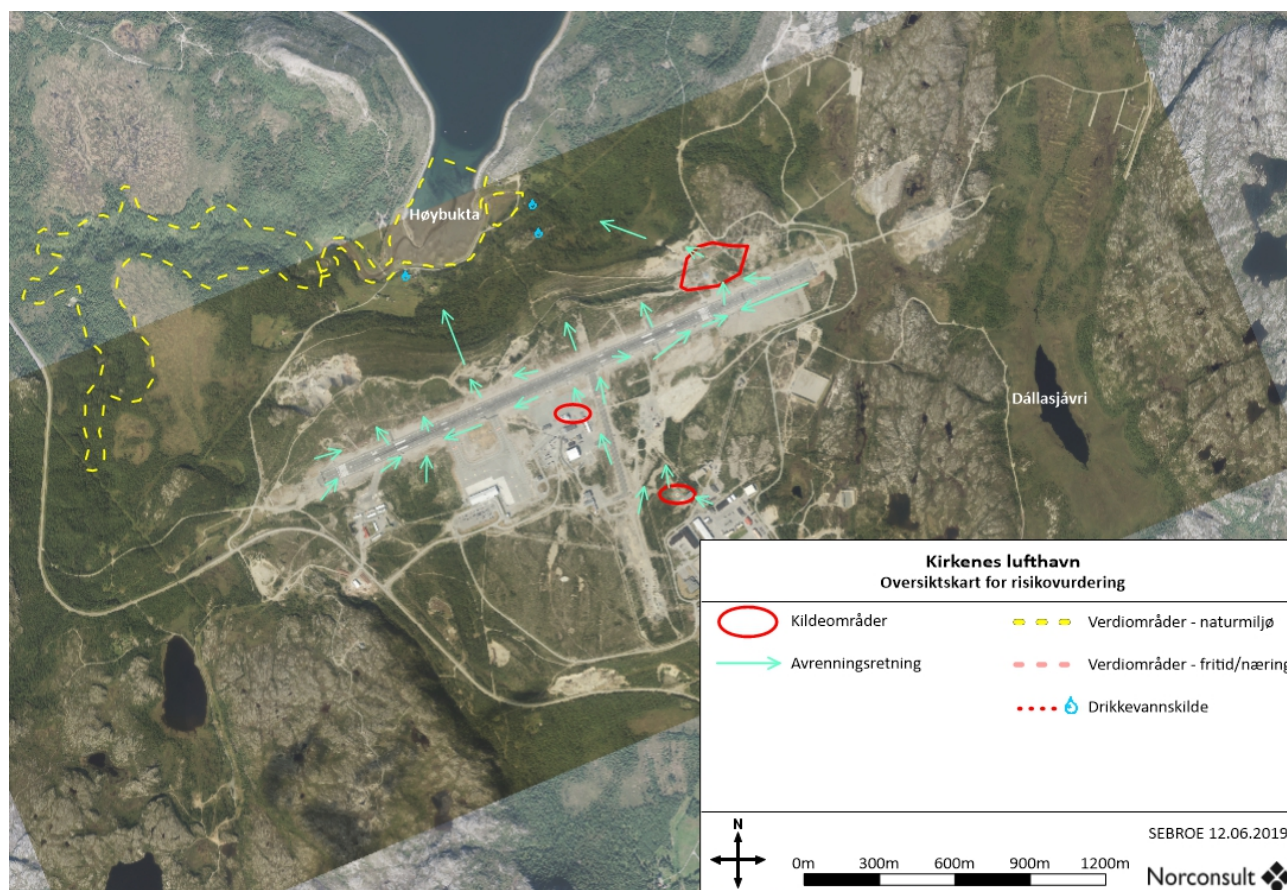 Høybukta
Dállasjávri
Kirkenes lufthavn
Oversiktskart for risikovurdering
Kildeområder
Verdiområder - naturmiljø
Avrenningsretning
Verdiområder - fritid/næring
Drikkevannskilde
N
SEBROE 12.06.2019
0m 300m 600m 900m 1200m
Norconsult